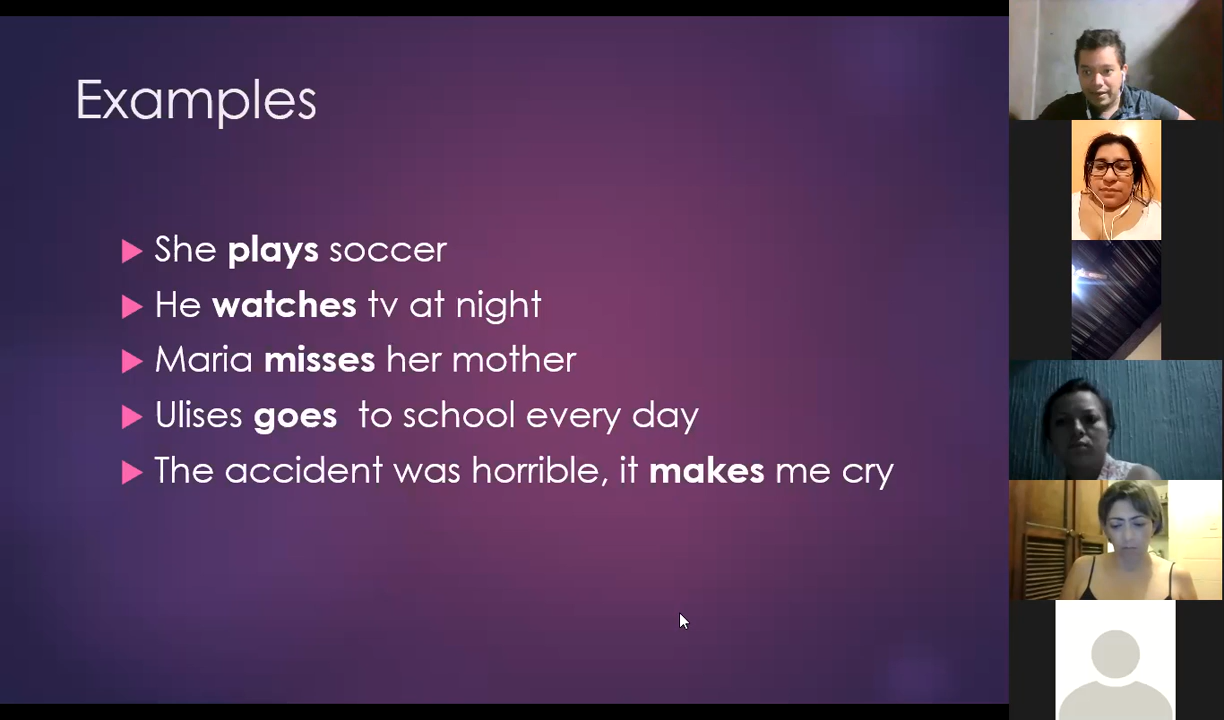 Examples
She plays soccer
He watches tv at night
Maria misses her mother
Ulises goes  to school every day
The accident was horrible, it makes me cry